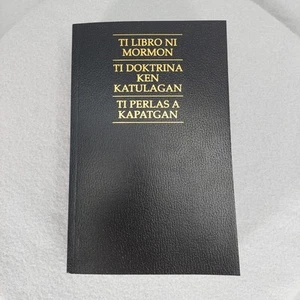 TI LIBRO NI
MORMON
TI DOKTRINA
KEN
KATULAGAN
TI PERLAS A
KAPATGAN